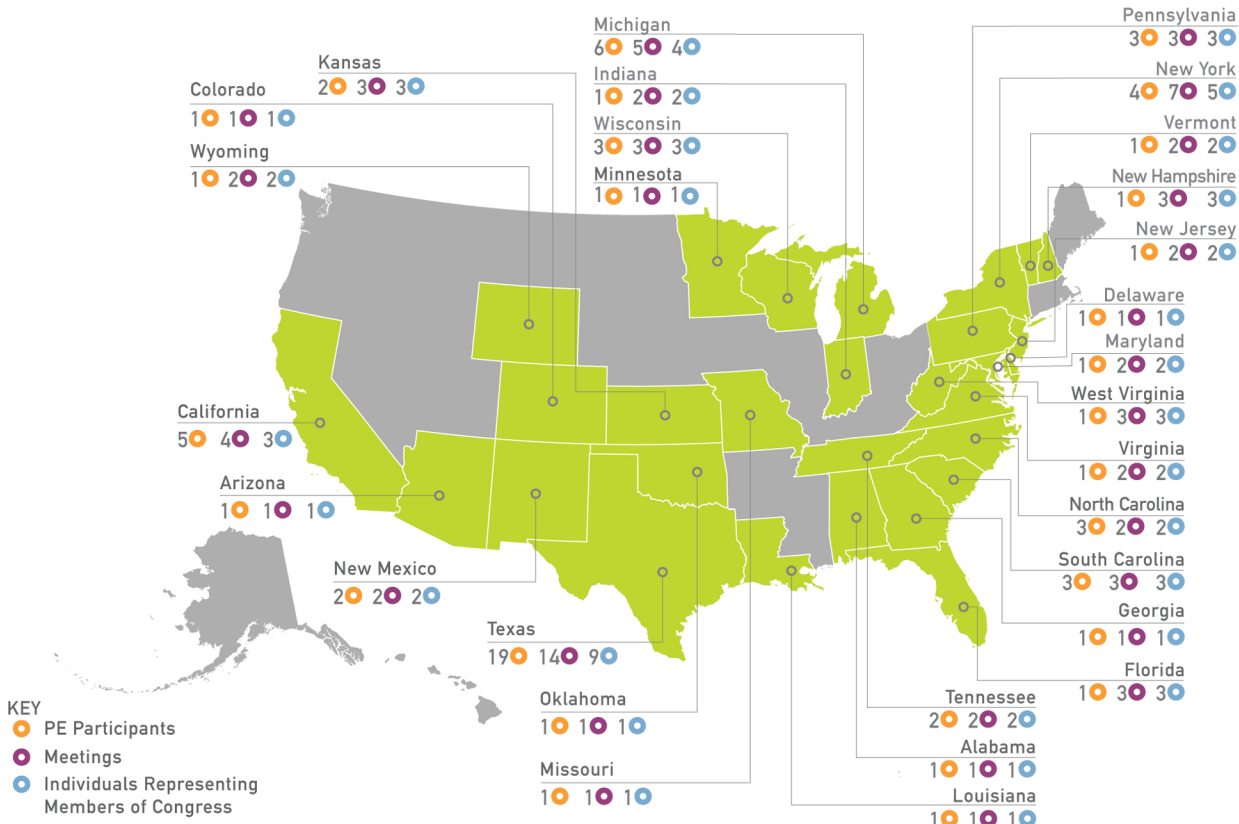 Michigan
6 5 4
Indiana
1 2 2
Wisconsin
3 3 3
Minnesota
1 1 1
Kansas
2 3 3
Colorado
1 1 1
Wyoming
1 2 2
California
5 4 3
Arizona
1 1 1
New Mexico
2 2 2
Texas
19 14 9
Oklahoma
1 1 1
Missouri
1 1 1
Pennsylvania
3 3 3
New York
4 7 5
Vermont
1 2 2
New Hampshire
1 3 3
New Jersey
1 2 2
Delaware
1 1 1
Maryland
1 2 2
West Virginia
1 3 3
Virginia
1 2 2
North Carolina
3 2 2
South Carolina
3 3 3
Georgia
1 1 1
Florida
1 3 3
Tennessee
2 2 2
Alabama
1 1 1
Louisiana
1 1 1
KEY
PE Participants
Meetings
Individuals Representing
Members of Congress